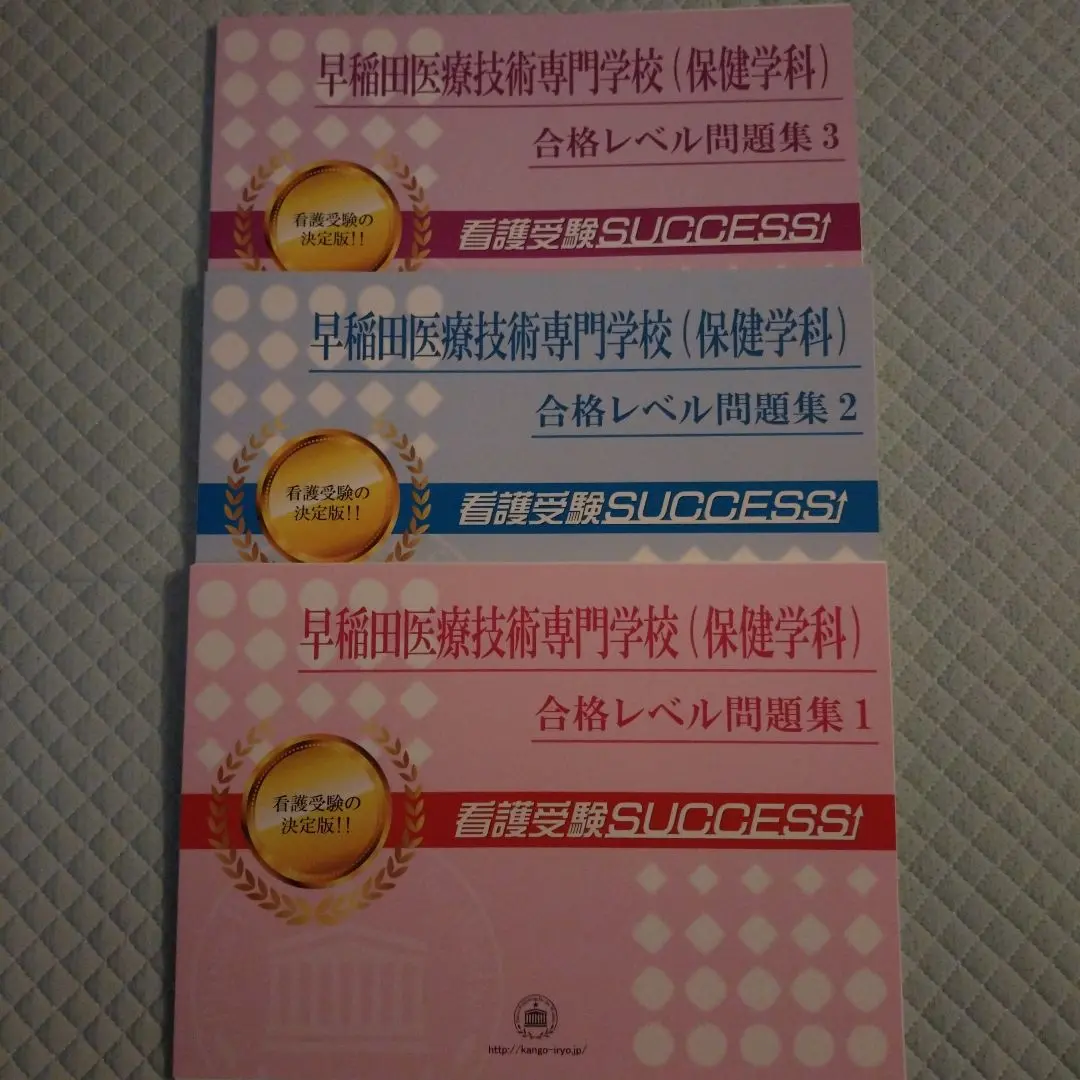 早稲田医療技術専門学校（保健学科）
合格レベル問題集3
看護受験の
決定版!!
看護受験SUCCESS
早稲田医療技術専門学校（保健学科）
合格レベル問題集2
看護受験の
決定版!!
看護受験SUCCESS
早稲田医療技術専門学校（保健学科）
合格レベル問題集1
看護受験の
決定版!!
看護受験SUCCESS
http://kango-iryo.jp/